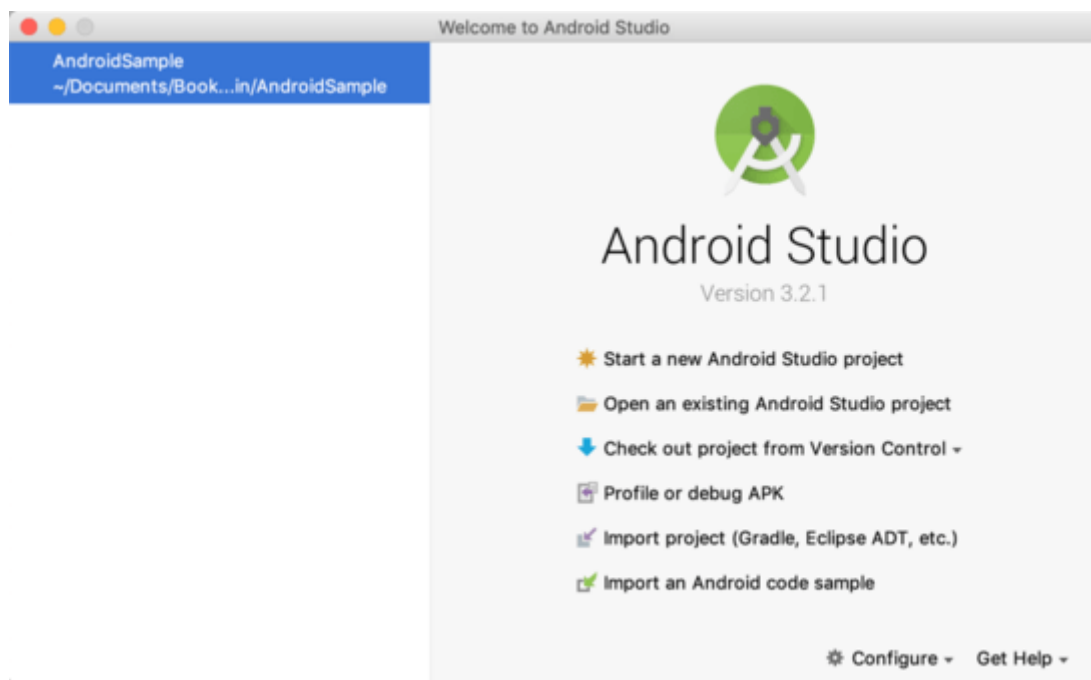 Welcome to Android Studio
AndroidSample
~/Documents/Book...in/AndroidSample
Android Studio
Version 3.2.1
Start a new Android Studio project
Open an existing Android Studio project
Check out project from Version Control
Profile or debug APK
Import project (Gradle, Eclipse ADT, etc.)
Import an Android code sample
Configure Get Help